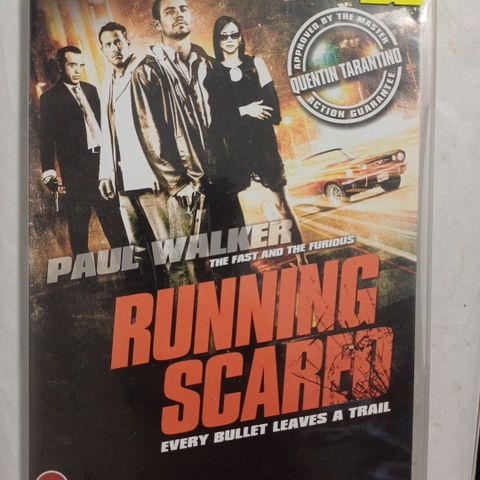 APPROVED BY THE MASTER
QUENTIN TARANTINO
ACTION GUARANTEE
PAUL WALKER
THE FAST AND THE FURIOUS
RUNNING
SCARED
EVERY BULLET LEAVES A TRAIL